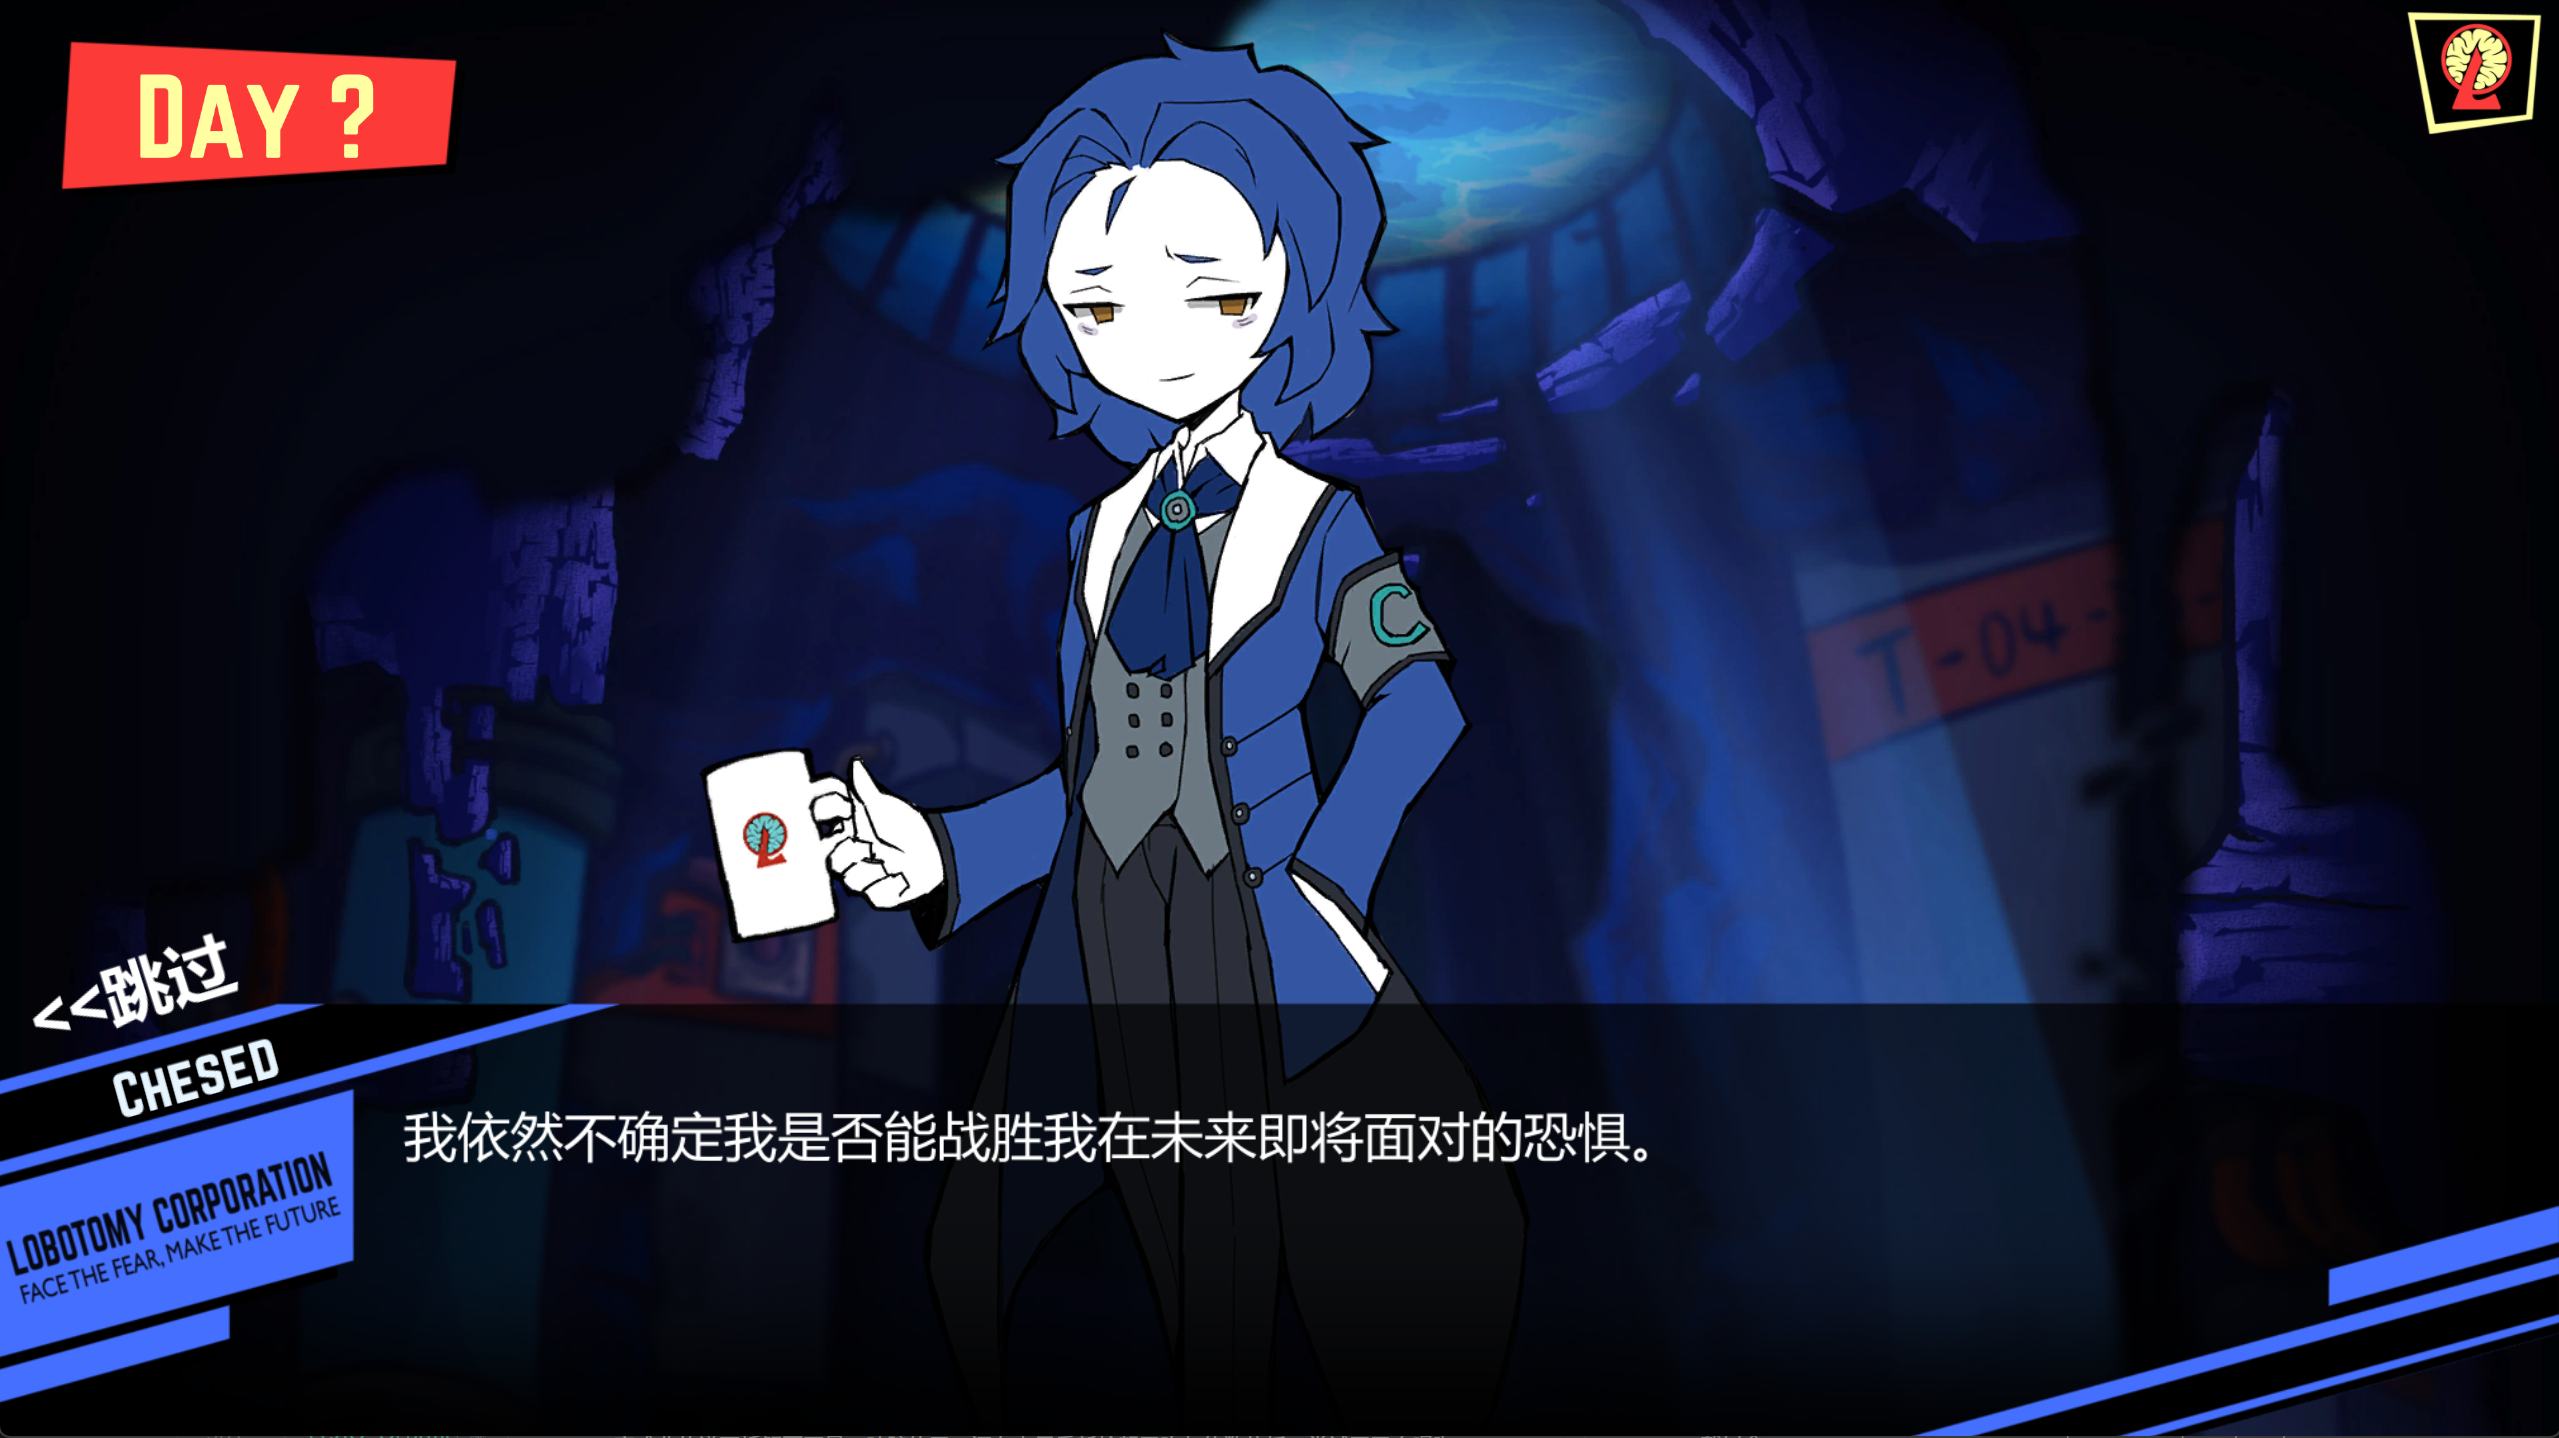 DAY ?
C
T-04-
<<跳过
CHESED
我依然不确定我是否能战胜我在未来即将面对的恐惧。
LOBOTOMY CORPORATION
FACE THE FEAR, MAKE THE FUTURE